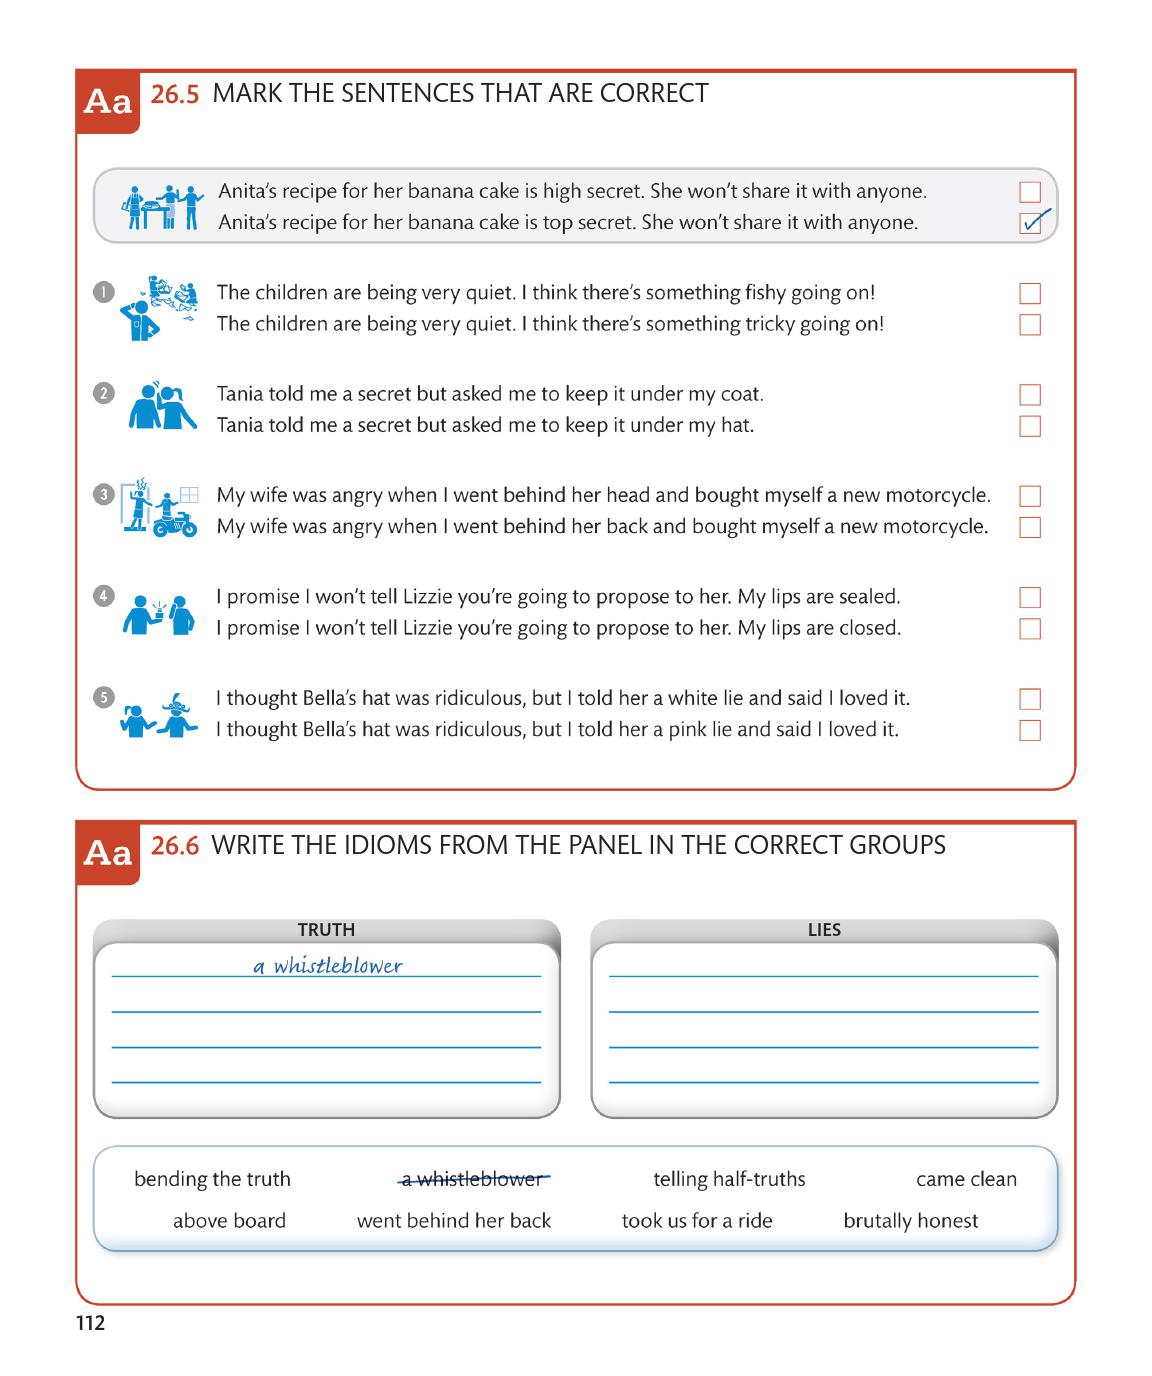 Aa 26.5 MARK THE SENTENCES THAT ARE CORRECT
Anita's recipe for her banana cake is high secret. She won't share it with anyone.
Anita's recipe for her banana cake is top secret. She won't share it with anyone.
1 The children are being very quiet. I think there's something fishy going on!
The children are being very quiet. I think there's something tricky going on!
2 Tania told me a secret but asked me to keep it under my coat.
Tania told me a secret but asked me to keep it under my hat.
3 My wife was angry when I went behind her head and bought myself a new motorcycle.
My wife was angry when I went behind her back and bought myself a new motorcycle.
4 I promise I won't tell Lizzie you're going to propose to her. My lips are sealed.
I promise I won't tell Lizzie you're going to propose to her. My lips are closed.
5 I thought Bella's hat was ridiculous, but I told her a white lie and said I loved it.
I thought Bella's hat was ridiculous, but I told her a pink lie and said I loved it.
Aa 26.6 WRITE THE IDIOMS FROM THE PANEL IN THE CORRECT GROUPS
TRUTH
a whistleblower
LIES
bending the truth a whistleblower telling half-truths came clean
above board went behind her back took us for a ride brutally honest
112